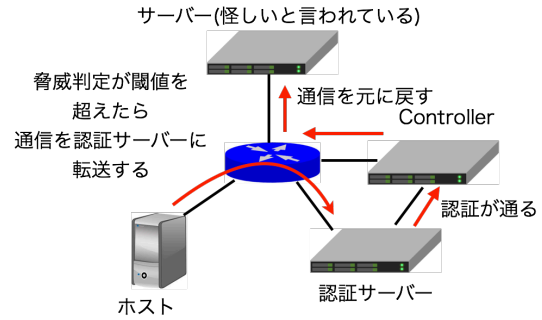 サーバー(怪しいと言われている)
脅威判定が閾値を
超えたら
通信を認証サーバーに
転送する
通信を元に戻す
Controller
認証が通る
認証サーバー
ホスト